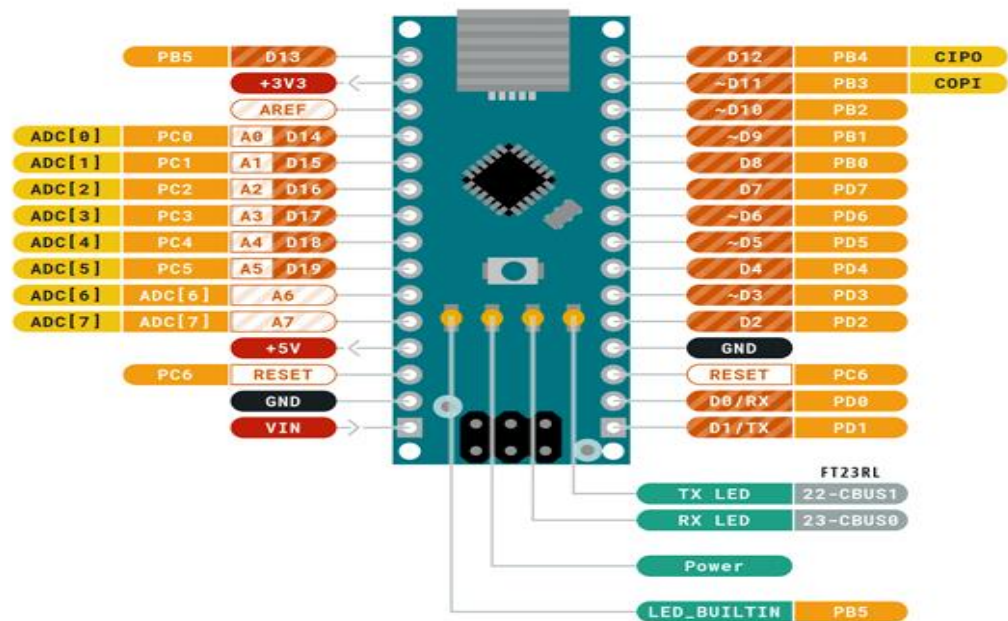 PB5 D13 D12 PB4 CIPO
+3V3 ~D11 PB3 COPI
AREF ~D10 PB2
ADC[0] PC0 A0 D14 ~D9 PB1
ADC[1] PC1 A1 D15 D8 PB0
ADC[2] PC2 A2 D16 D7 PD7
ADC[3] PC3 A3 D17 ~D6 PD6
ADC[4] PC4 A4 D18 ~D5 PD5
ADC[5] PC5 A5 D19 D4 PD4
ADC[6] ADC[6] A6 ~D3 PD3
ADC[7] ADC[7] A7 D2 PD2
+5V GND
PC6 RESET RESET PC6
GND D0/RX PD0
VIN D1/TX PD1
FT23RL
TX LED 22-CBUS1
RX LED 23-CBUS0
Power
LED_BUILTIN PB5